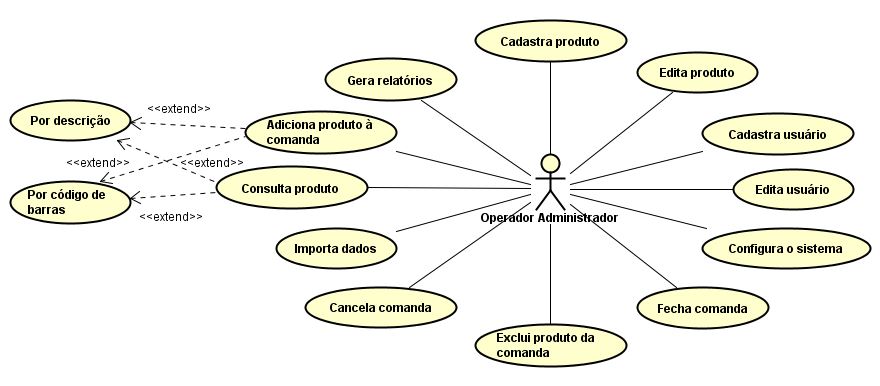 Cadastra produto
Gera relatórios
Edita produto
<<extend>>
Por descrição
Adiciona produto à
comanda
Cadastra usuário
<<extend>>
<<extend>>
Por código de
barras
Consulta produto
Edita usuário
<<extend>>
Operador Administrador
Importa dados
Configura o sistema
Cancela comanda
Fecha comanda
Exclui produto da
comanda